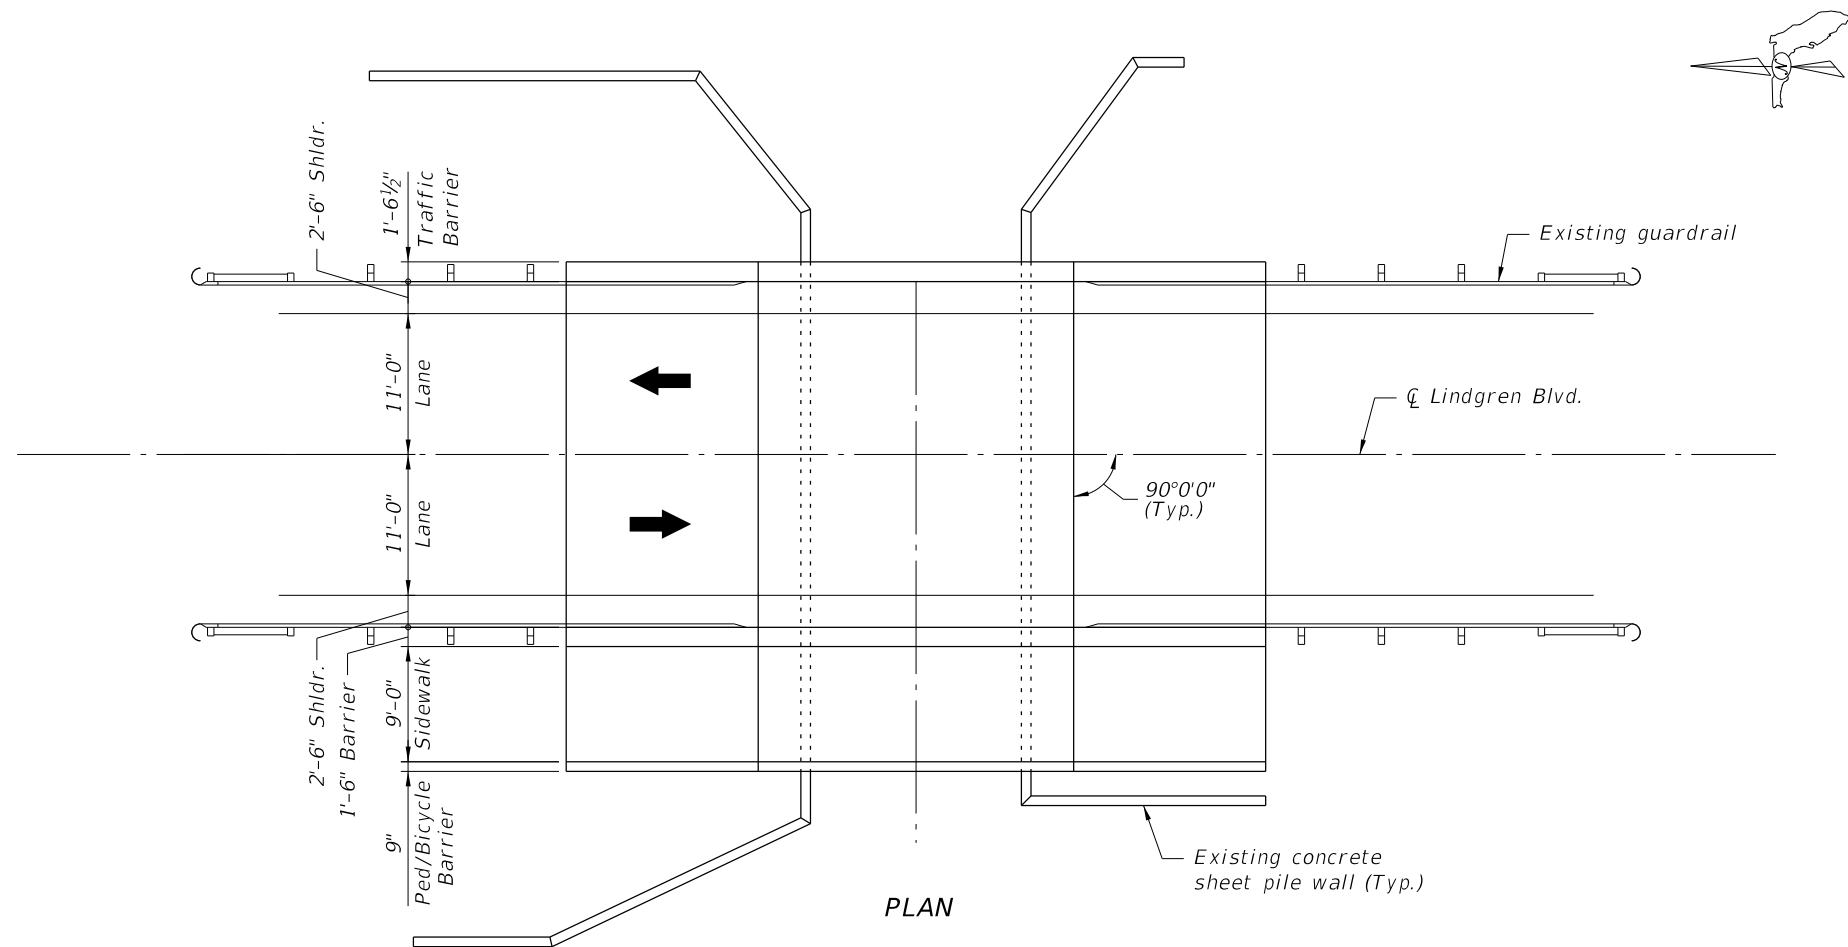 2'-6" Shldr.
1'-6½"
Traffic
Barrier
Existing guardrail
11'-0"
Lane
℄ Lindgren Blvd.
11'-0"
Lane
90°0'0"
(Typ.)
2'-6" Shldr.
1'-6" Barrier
9'-0"
Sidewalk
9"
Ped/Bicycle
Barrier
Existing concrete
sheet pile wall (Typ.)
PLAN